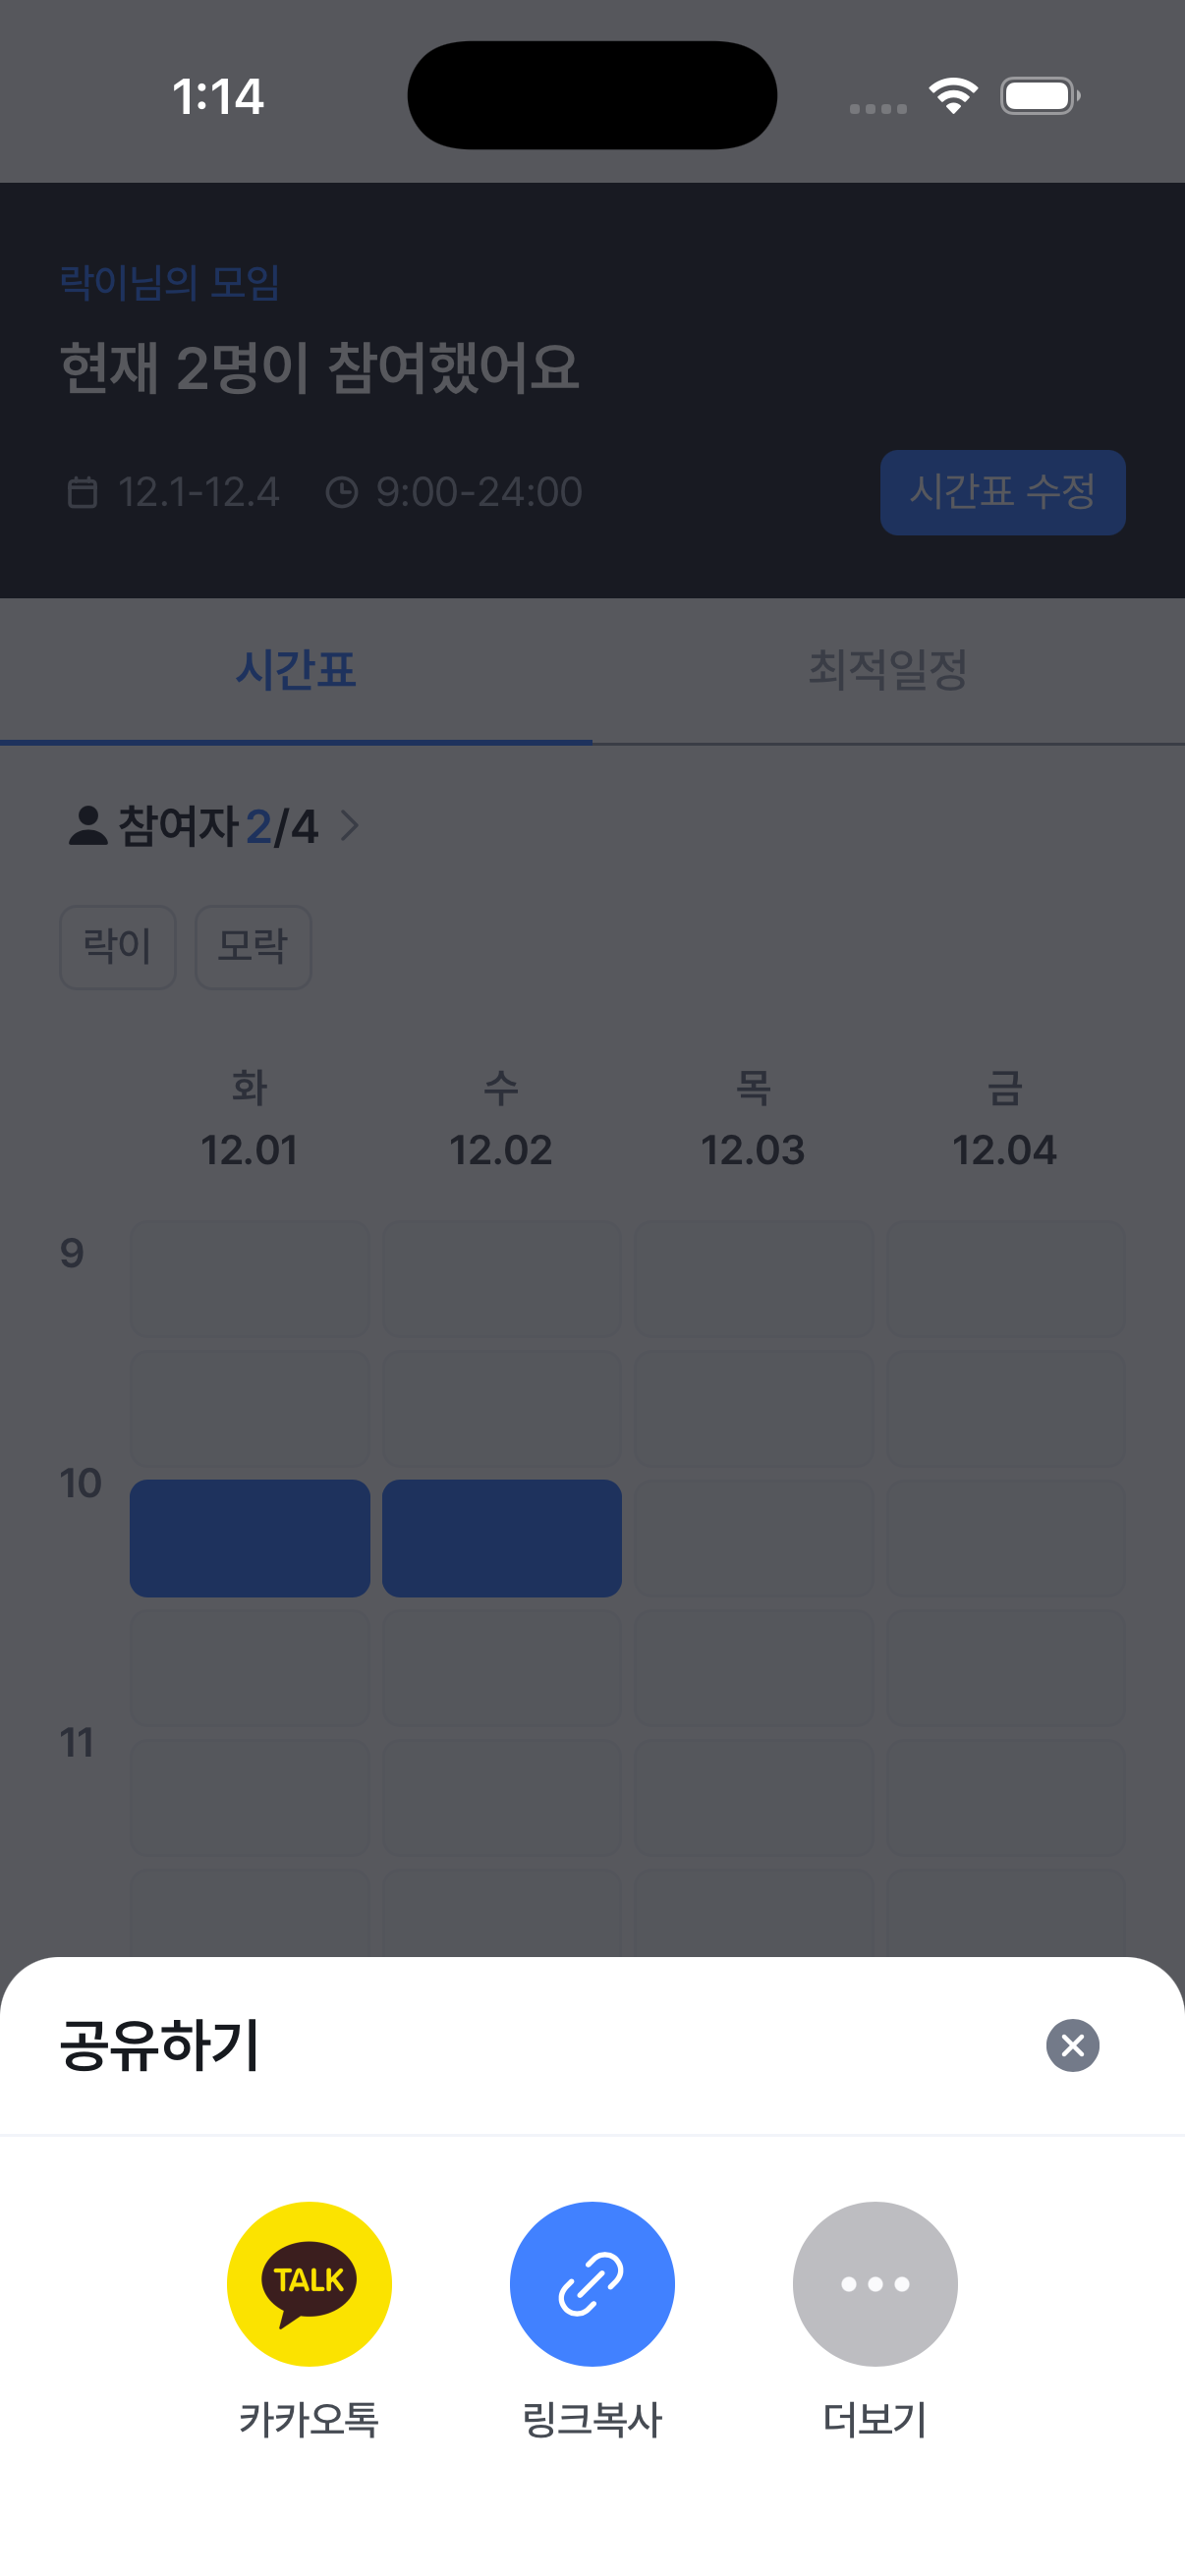 1:14
락이님의 모임
현재 2명이 참여했어요
12.1-12.4 9:00-24:00 시간표 수정
시간표 최적일정
참여자 2/4
락이 모락
화 수 목 금
12.01 12.02 12.03 12.04
9
10
11
공유하기
TALK
카카오톡 링크복사 더보기